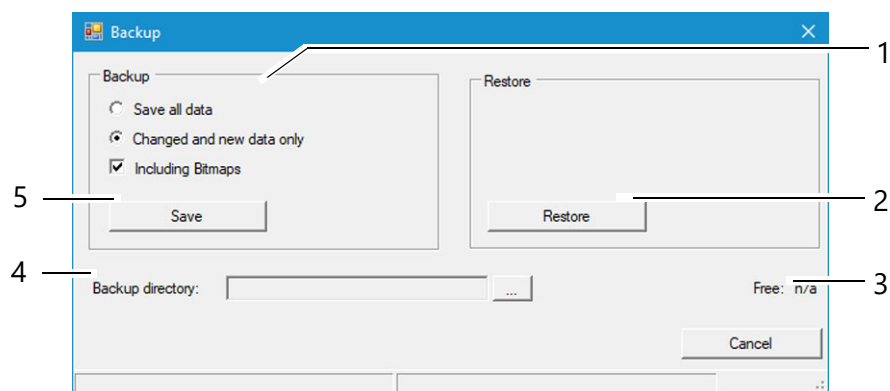 Backup
1
Backup
Restore
Save all data
Changed and new data only
Including Bitmaps
5
2
Save
Restore
4
3
Backup directory:
...
Free: n/a
Cancel